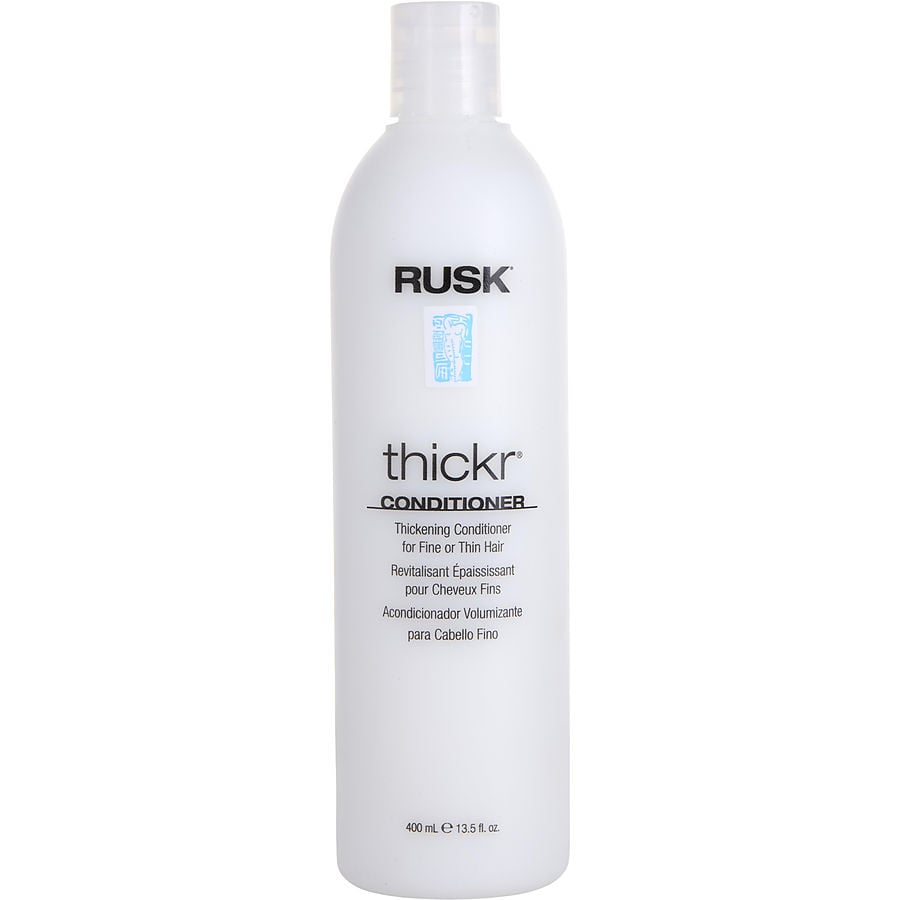 RUSK®
thickr®
CONDITIONER
Thickening Conditioner
for Fine or Thin Hair
Revitalisant Épaississant
pour Cheveux Fins
Acondicionador Volumizante
para Cabello Fino
400 mL ℮ 13.5 fl. oz.